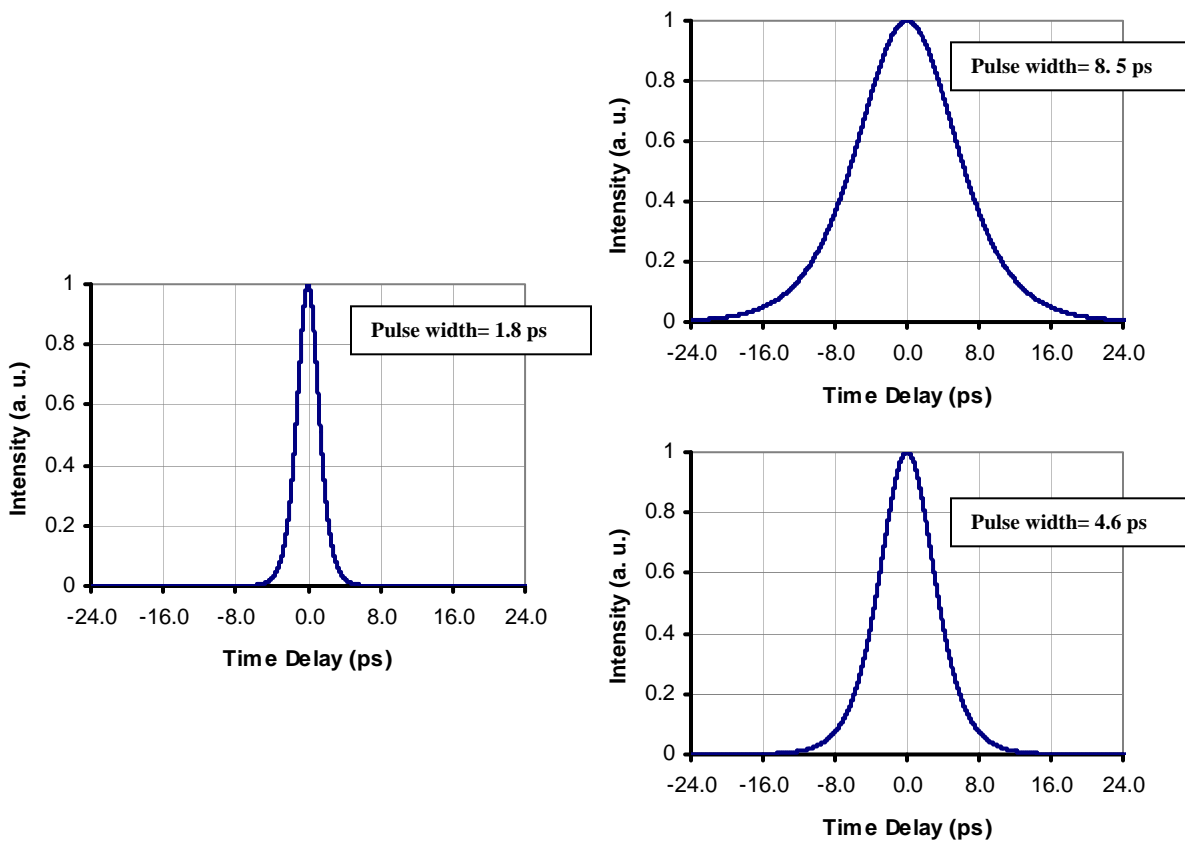 Intensity (a. u.)
1
0.8
0.6
0.4
0.2
0
-24.0 -16.0 -8.0 0.0 8.0 16.0 24.0
Time Delay (ps)
Pulse width= 1.8 ps
Intensity (a. u.)
1
0.8
0.6
0.4
0.2
0
-24.0 -16.0 -8.0 0.0 8.0 16.0 24.0
Time Delay (ps)
Pulse width= 8. 5 ps
Intensity (a. u.)
1
0.8
0.6
0.4
0.2
0
-24.0 -16.0 -8.0 0.0 8.0 16.0 24.0
Time Delay (ps)
Pulse width= 4.6 ps